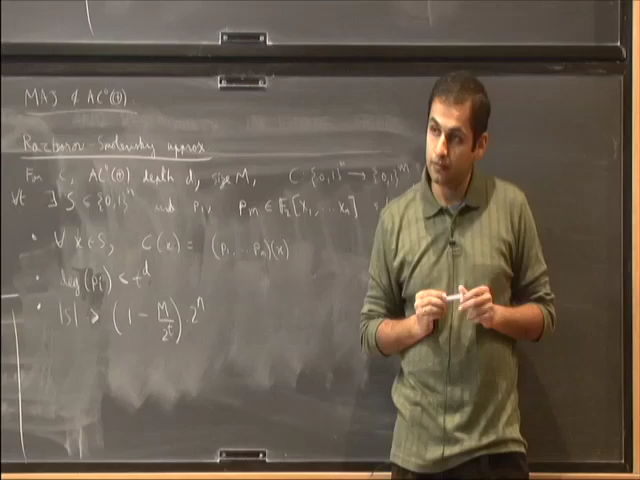 MAJ ∉ AC⁰(⊕)
Razborov-Smolensky approx
For C, AC⁰(⊕) depth d, size M, C : {0,1}ⁿ → {0,1}ᵐ
∀t ∃ S ⊂ {0,1}ⁿ and p₁, pₘ ∈ F₂[x₁, ... xₙ]
• ∀ x ∈ S, C(x) = (p₁ ... pₘ)(x)
• deg(pᵢ) < tᵈ
• |S| > (1 - M/2ᵗ) · 2ⁿ